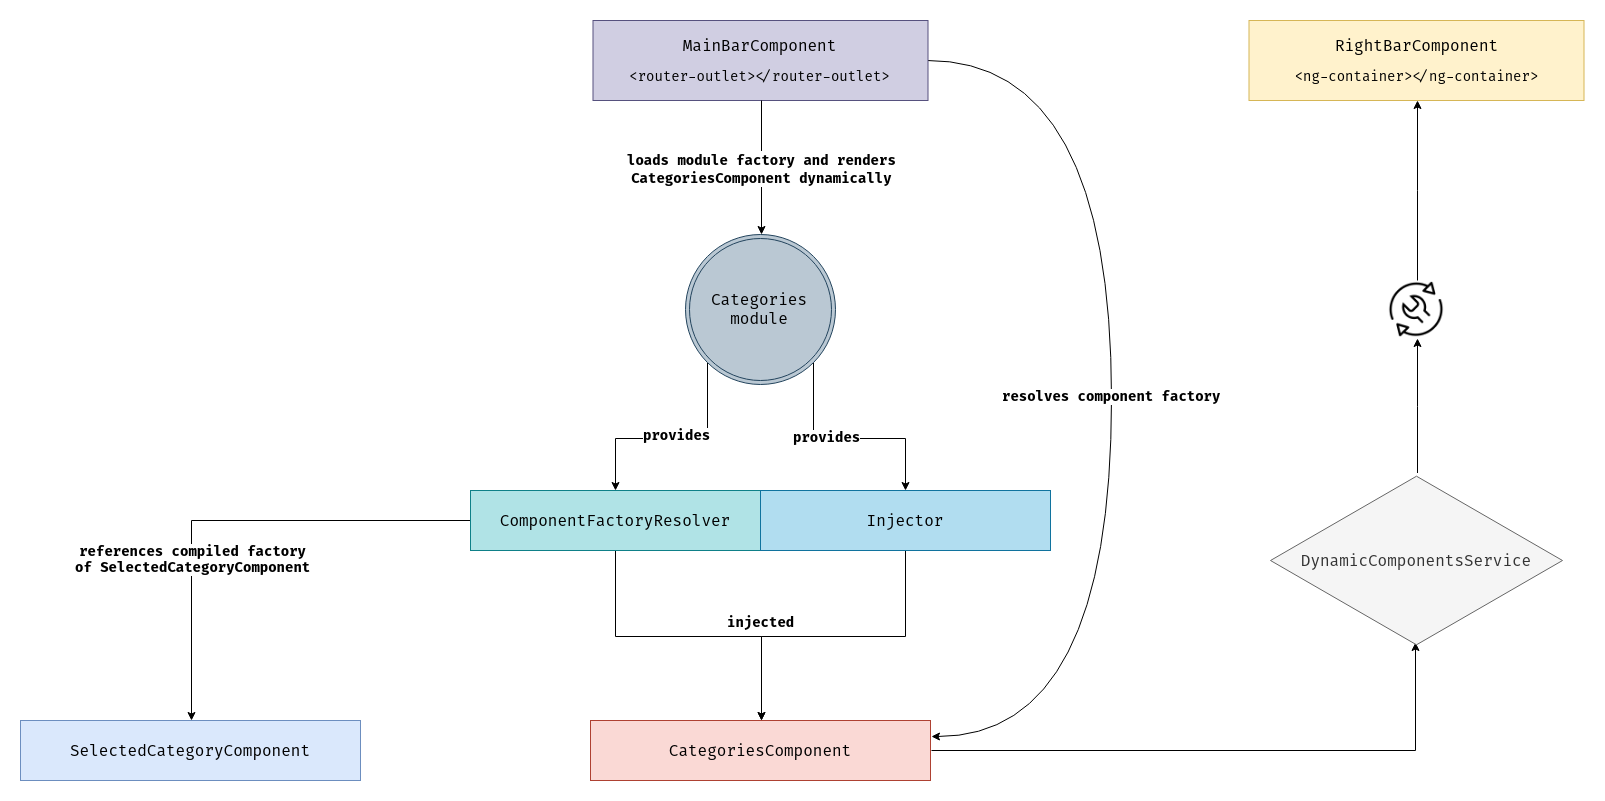 MainBarComponent
<router-outlet></router-outlet>
RightBarComponent
<ng-container></ng-container>
loads module factory and renders
CategoriesComponent dynamically
Categories
module
resolves component factory
provides
provides
ComponentFactoryResolver
Injector
references compiled factory
of SelectedCategoryComponent
DynamicComponentsService
injected
SelectedCategoryComponent
CategoriesComponent